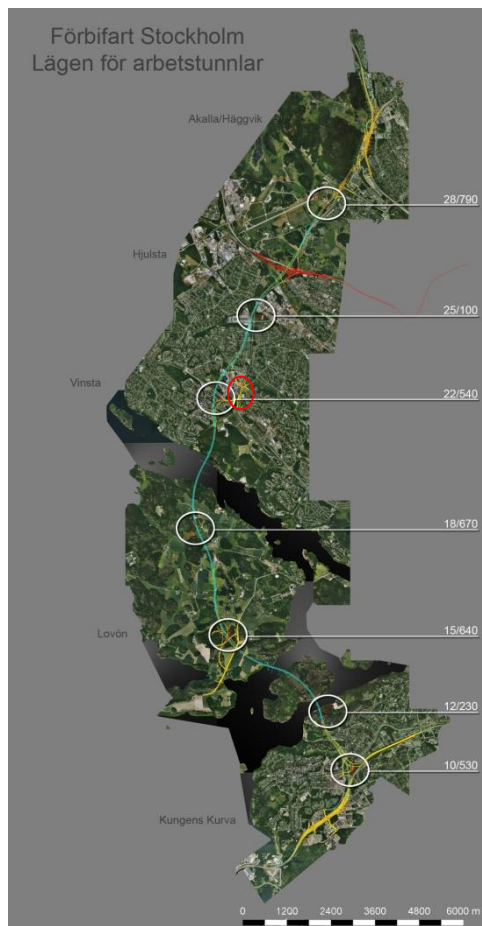 Förbifart Stockholm
Lägen för arbetstunnlar
Akalla/Häggvik
28/790
Hjulsta
25/100
Vinsta
22/540
18/670
Lovön
15/640
12/230
10/530
Kungens Kurva
0 1200 2400 3600 4800 6000 m